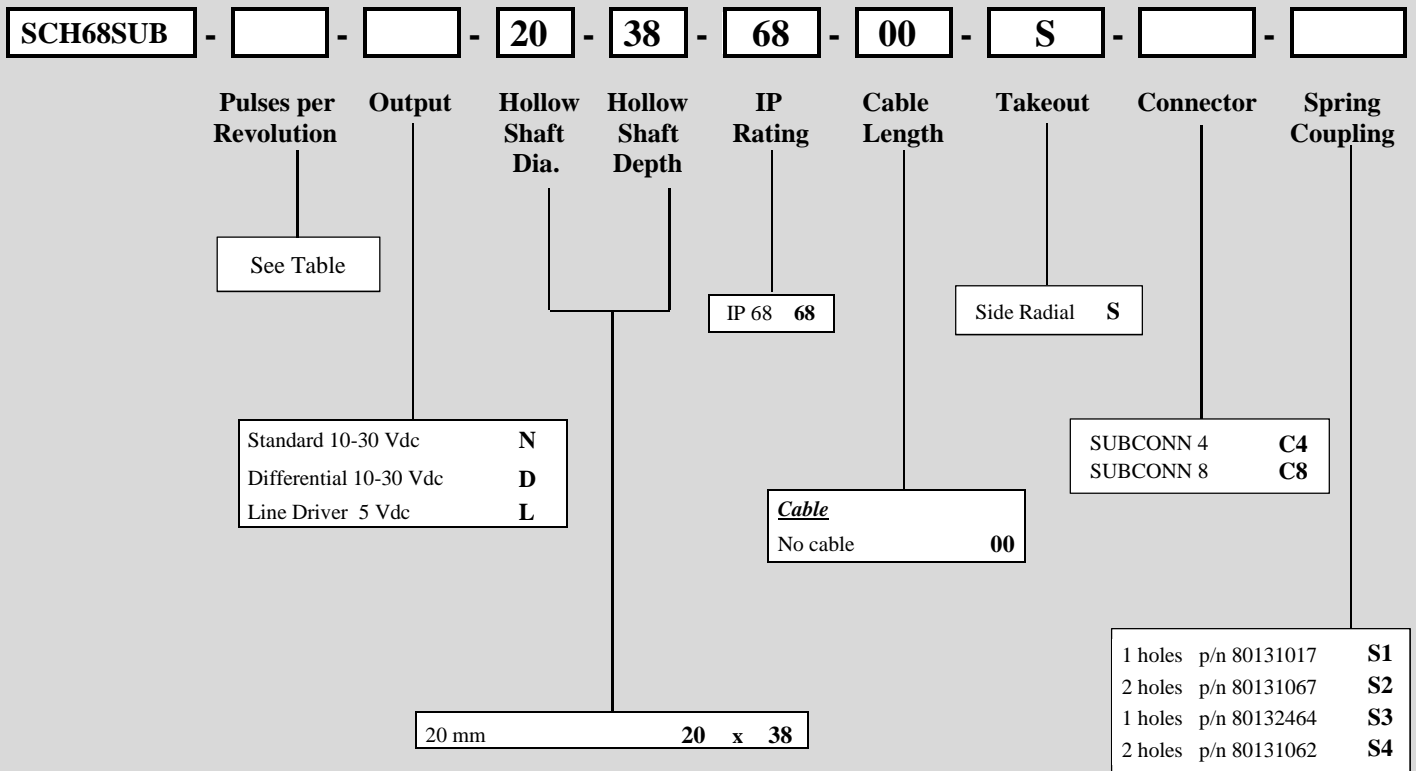 SCH68SUB - - - 20 - 38 - 68 - 00 - S - -
Pulses per Revolution
Output
Hollow Shaft Dia.
Hollow Shaft Depth
IP Rating
Cable Length
Takeout
Connector
Spring Coupling
See Table
IP 68 68
Side Radial S
Standard 10-30 Vdc N
Differential 10-30 Vdc D
Line Driver 5 Vdc L
SUBCONN 4 C4
SUBCONN 8 C8
Cable
No cable 00
1 holes p/n 80131017 S1
2 holes p/n 80131067 S2
1 holes p/n 80132464 S3
2 holes p/n 80131062 S4
20 mm 20 x 38